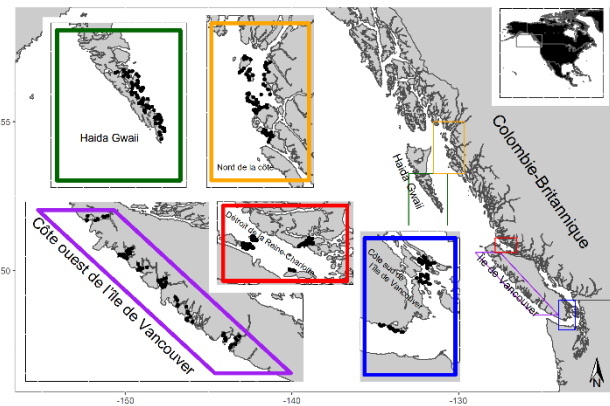 Haida Gwaii
Nord de la côte
Haida Gwaii
Colombie-Britannique
Détroit de la Reine-Charlotte
Côte sud de
l'île de Vancouver
Île de Vancouver
Côte ouest de l'île de Vancouver
N
55
50
-150
-140
-130